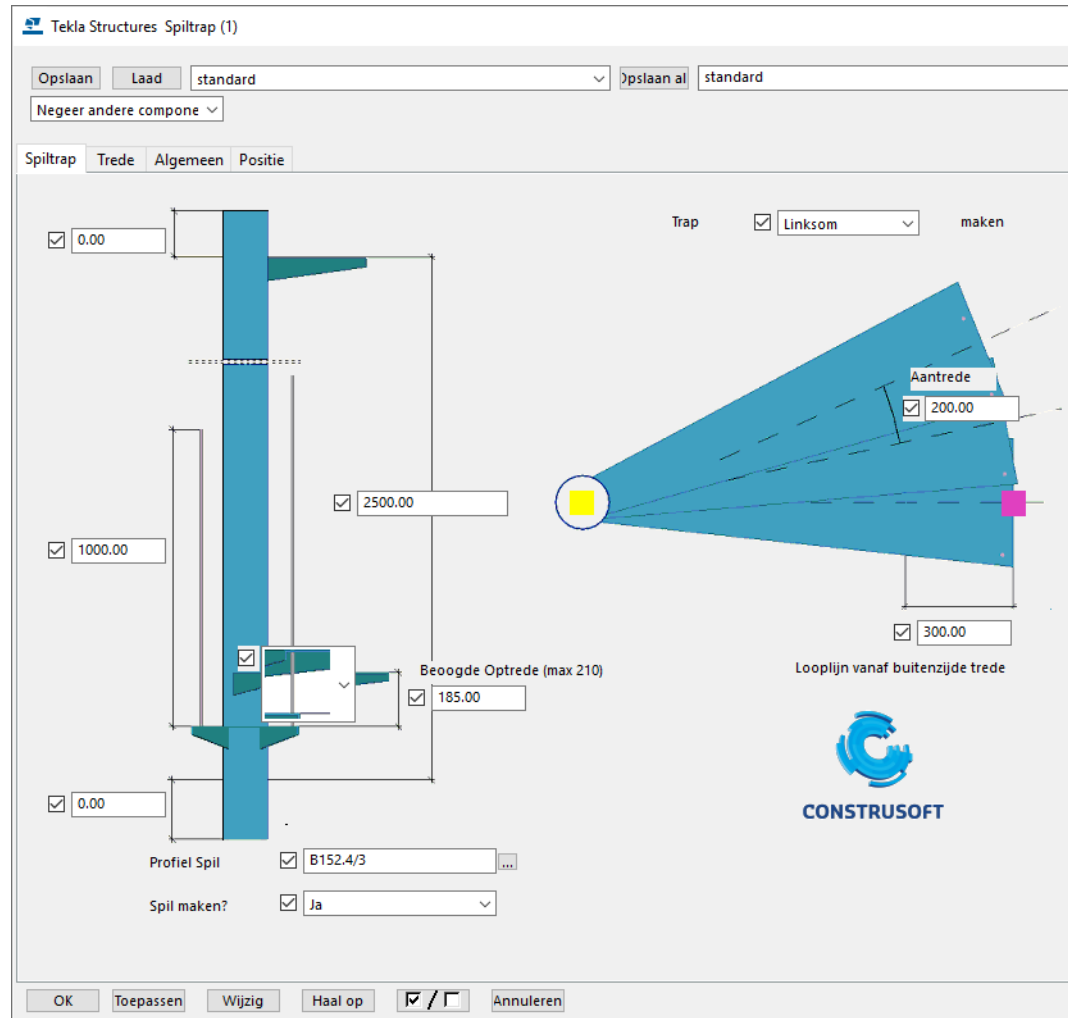 Tekla Structures Spiltrap (1)
Opslaan Laad standard Opslaan al standard
Negeer andere compone
Spiltrap Trede Algemeen Positie
Trap Linksom maken
0.00
Aantrede
200.00
2500.00
1000.00
300.00
Beoogde Optrede (max 210)
Looplijn vanaf buitenzijde trede
185.00
CONSTRUSOFT
0.00
Profiel Spil B152.4/3 ...
Spil maken? Ja
OK Toepassen Wijzig Haal op / Annuleren